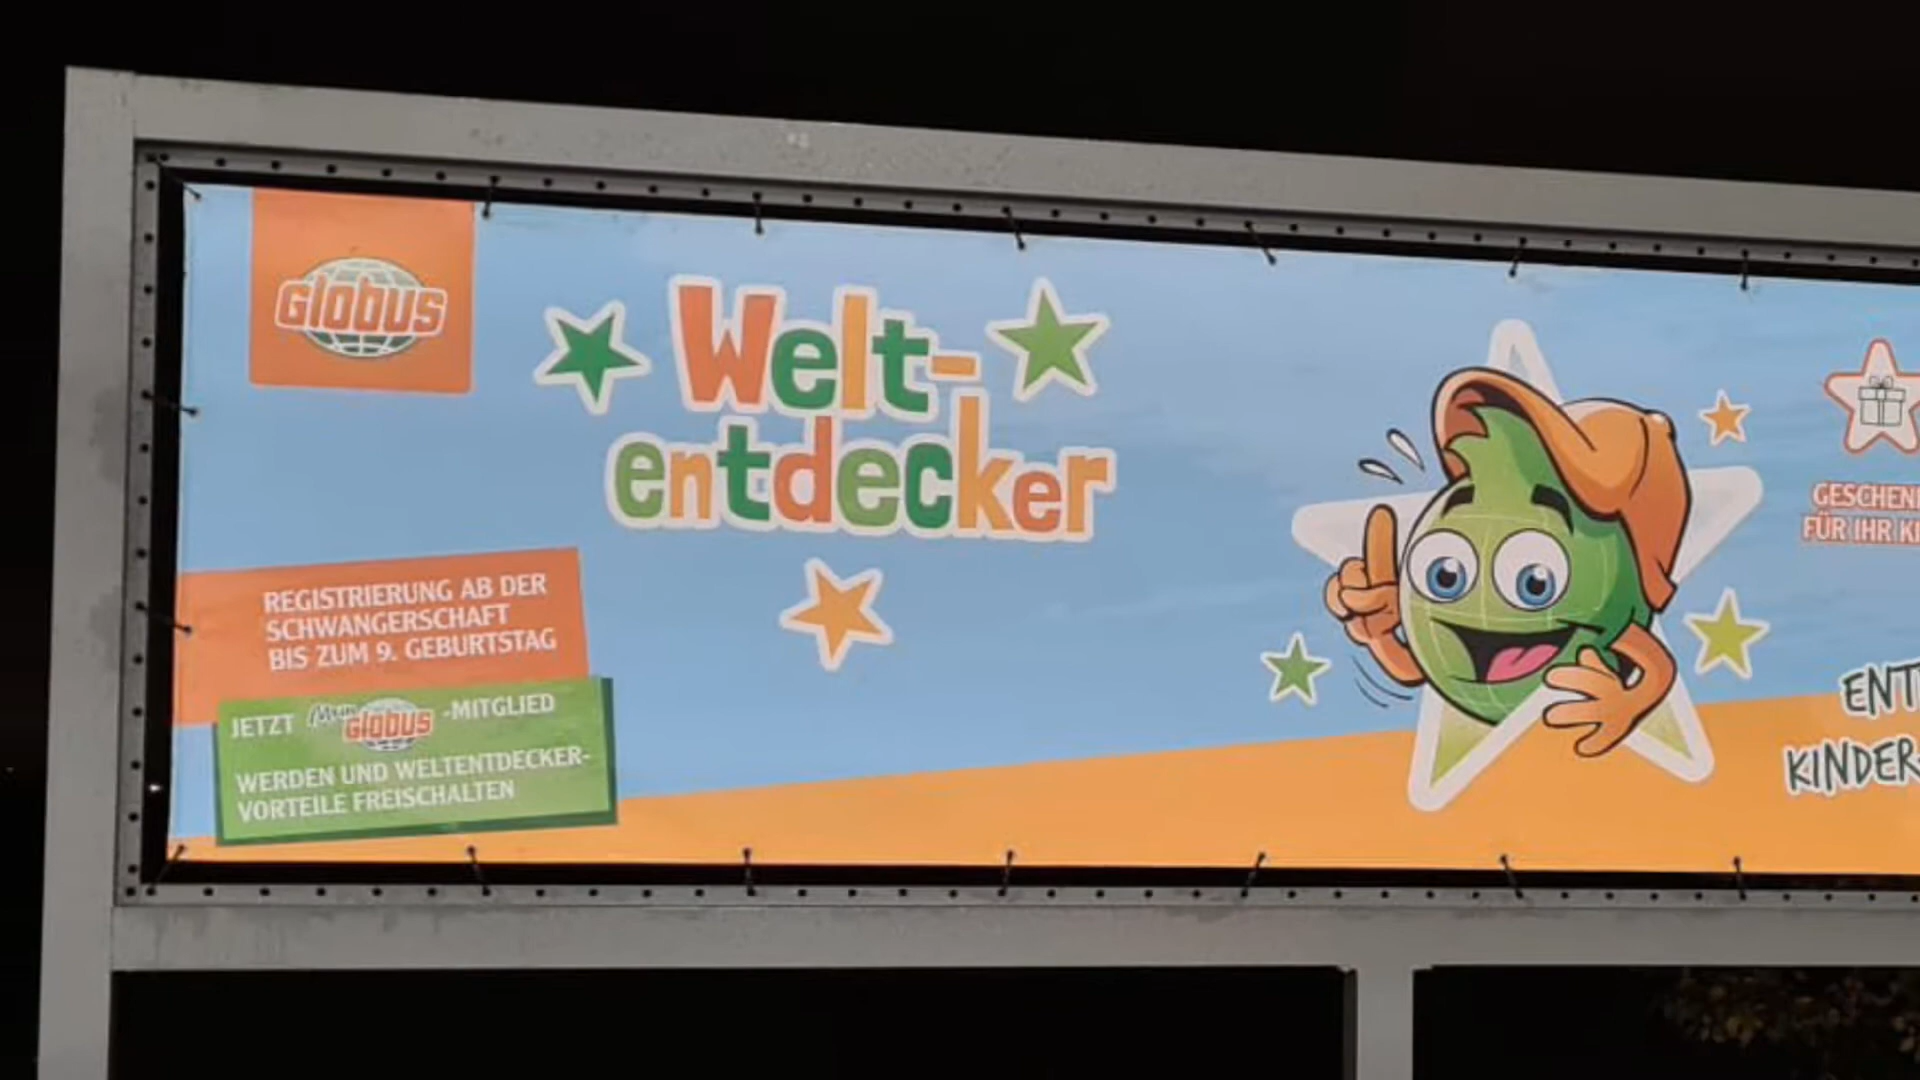 Globus
Welt-
entdecker
REGISTRIERUNG AB DER
SCHWANGERSCHAFT
BIS ZUM 9. GEBURTSTAG
JETZT Mein Globus -MITGLIED
WERDEN UND WELTENTDECKER-
VORTEILE FREISCHALTEN
GESCHEN
FÜR IHR KI
ENT
KINDER-